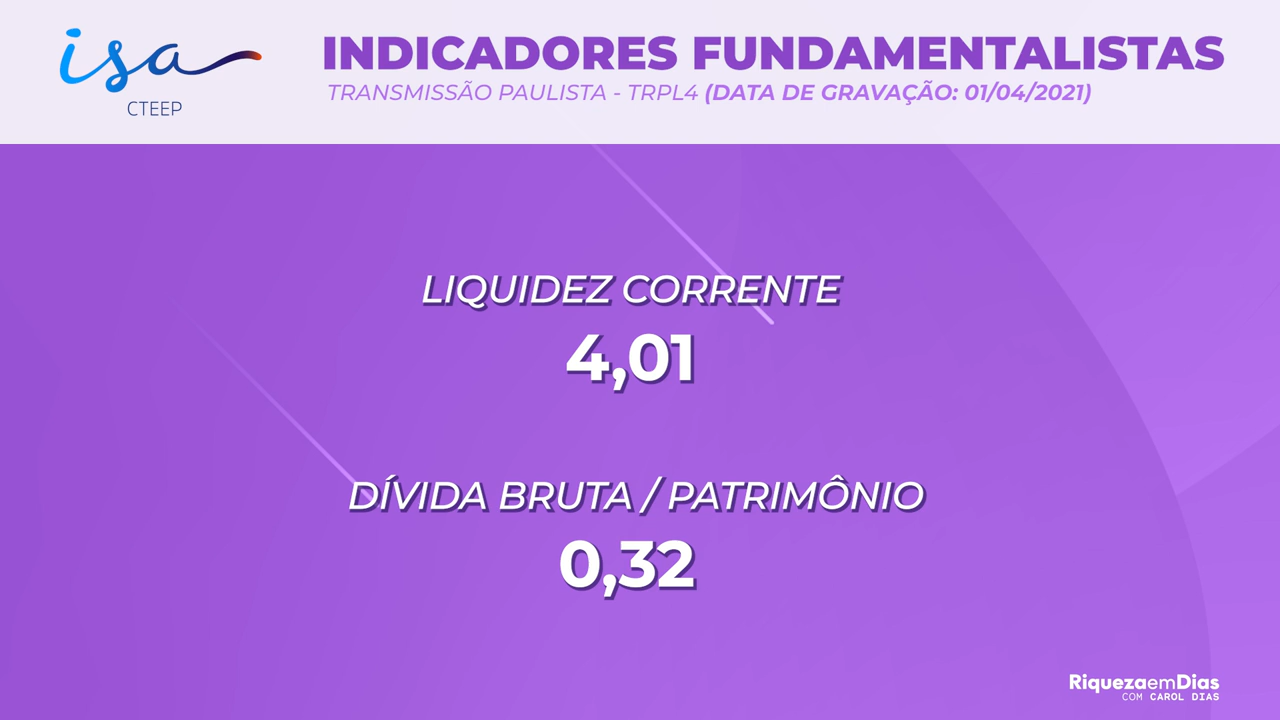 isa
CTEEP
INDICADORES FUNDAMENTALISTAS
TRANSMISSÃO PAULISTA - TRPL4 (DATA DE GRAVAÇÃO: 01/04/2021)
LIQUIDEZ CORRENTE
4,01
DÍVIDA BRUTA / PATRIMÔNIO
0,32
RiquezaemDias
COM CAROL DIAS